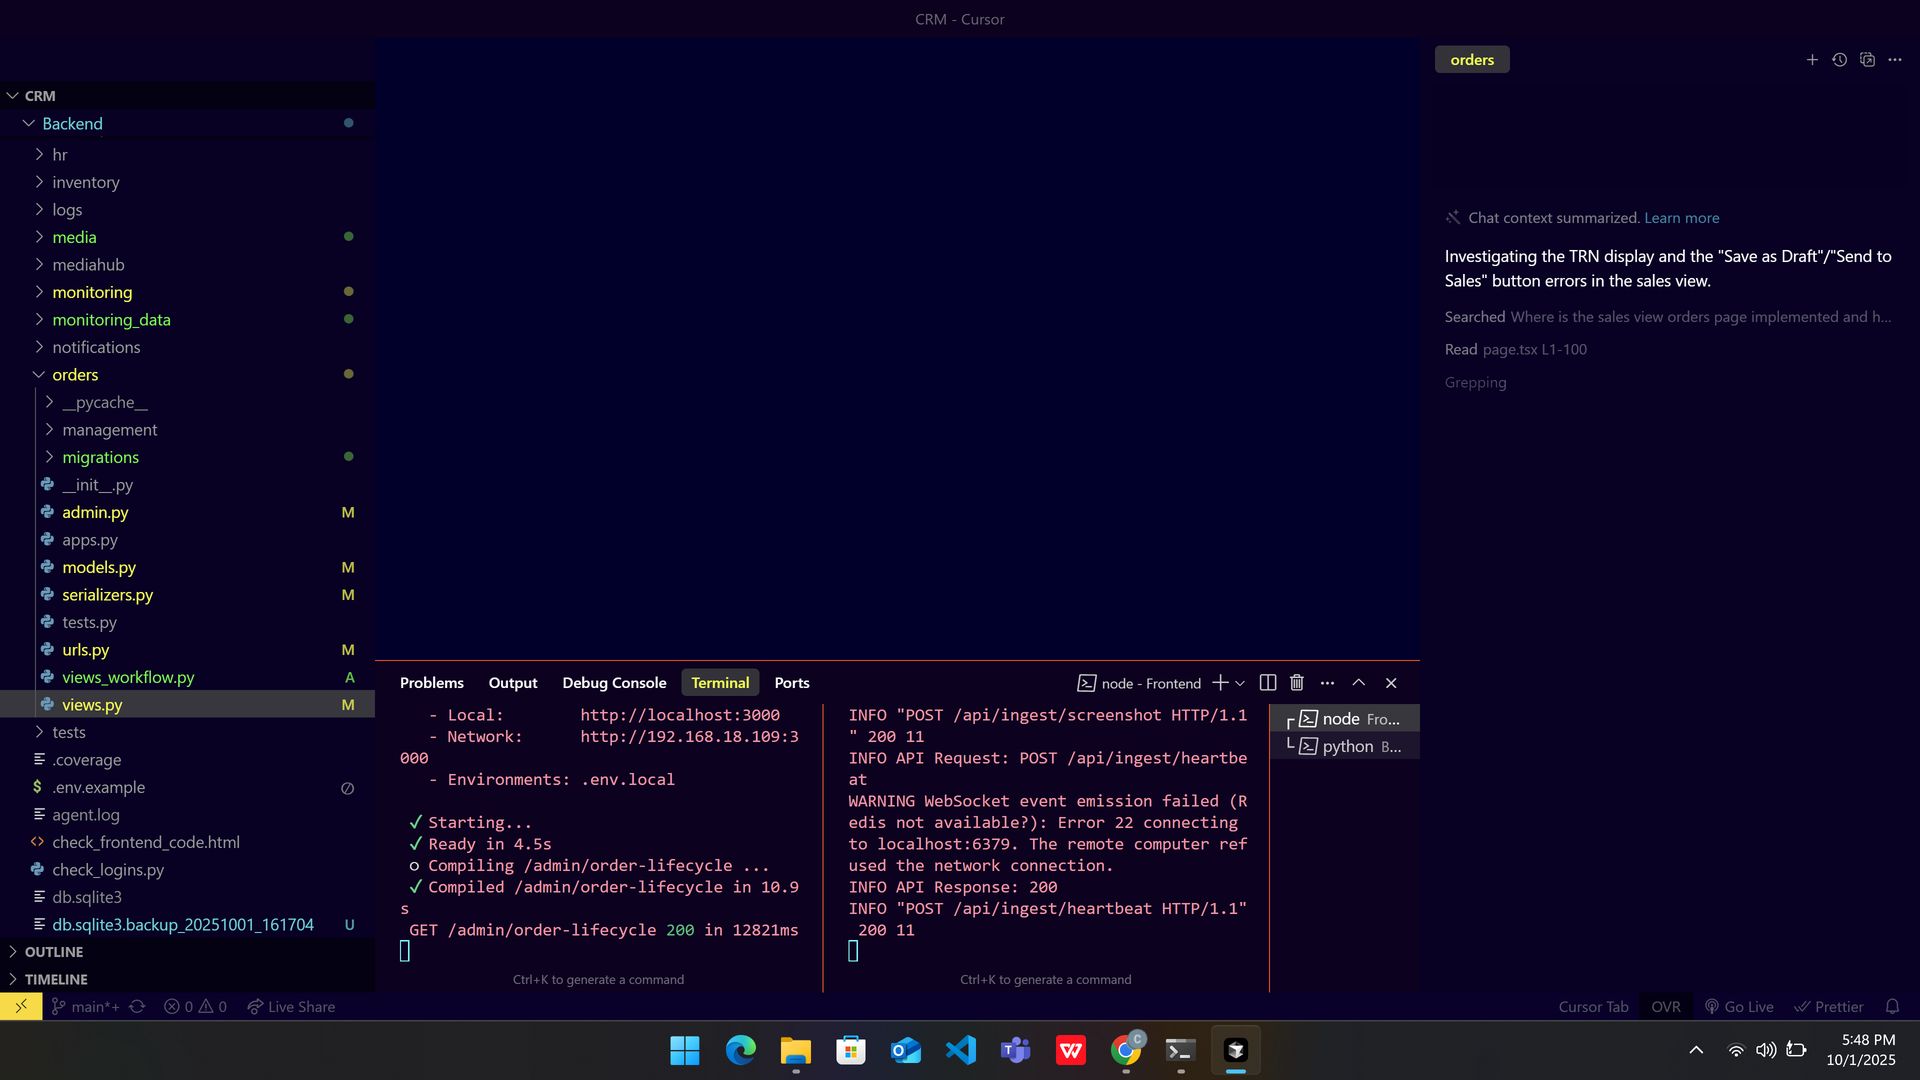 CRM - Cursor
CRM
Backend
hr
inventory
logs
media
mediahub
monitoring
monitoring_data
notifications
orders
__pycache__
management
migrations
__init__.py
admin.py M
apps.py
models.py M
serializers.py M
tests.py
urls.py M
views_workflow.py A
views.py M
tests
.coverage
$ .env.example
agent.log
check_frontend_code.html
check_logins.py
db.sqlite3
db.sqlite3.backup_20251001_161704 U
OUTLINE
TIMELINE
Problems Output Debug Console Terminal Ports
node - Frontend
- Local: http://localhost:3000
- Network: http://192.168.18.109:3
000
- Environments: .env.local
✓ Starting...
✓ Ready in 4.5s
○ Compiling /admin/order-lifecycle ...
✓ Compiled /admin/order-lifecycle in 10.9
s
GET /admin/order-lifecycle 200 in 12821ms
Ctrl+K to generate a command
INFO "POST /api/ingest/screenshot HTTP/1.1
" 200 11
INFO API Request: POST /api/ingest/heartbe
at
WARNING WebSocket event emission failed (R
edis not available?): Error 22 connecting
to localhost:6379. The remote computer ref
used the network connection.
INFO API Response: 200
INFO "POST /api/ingest/heartbeat HTTP/1.1"
200 11
Ctrl+K to generate a command
node Fro...
python B...
orders
Chat context summarized. Learn more
Investigating the TRN display and the "Save as Draft"/"Send to
Sales" button errors in the sales view.
Searched Where is the sales view orders page implemented and h...
Read page.tsx L1-100
Grepping
main*+ 0 0 Live Share
Cursor Tab OVR Go Live Prettier
C
5:48 PM
10/1/2025